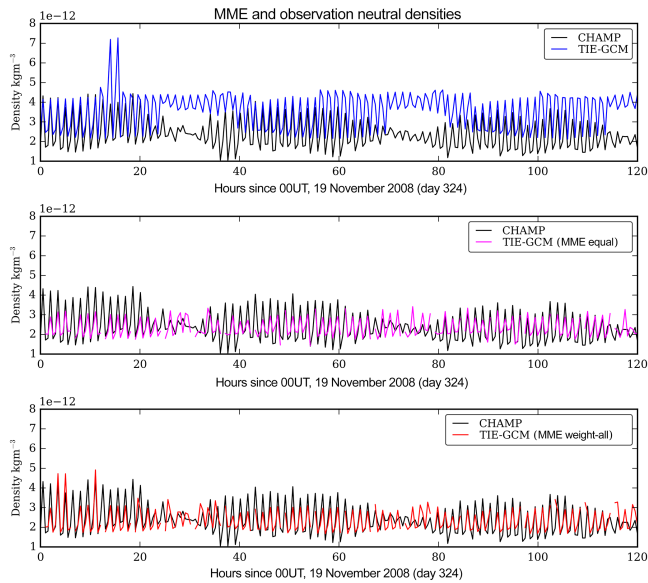 MME and observation neutral densities
1e−12
8
7
6
5
4
3
2
1
Density kgm⁻³
CHAMP
TIE-GCM
0 20 40 60 80 100 120
Hours since 00UT, 19 November 2008 (day 324)
1e−12
8
7
6
5
4
3
2
1
Density kgm⁻³
CHAMP
TIE-GCM (MME equal)
0 20 40 60 80 100 120
Hours since 00UT, 19 November 2008 (day 324)
1e−12
8
7
6
5
4
3
2
1
Density kgm⁻³
CHAMP
TIE-GCM (MME weight-all)
0 20 40 60 80 100 120
Hours since 00UT, 19 November 2008 (day 324)